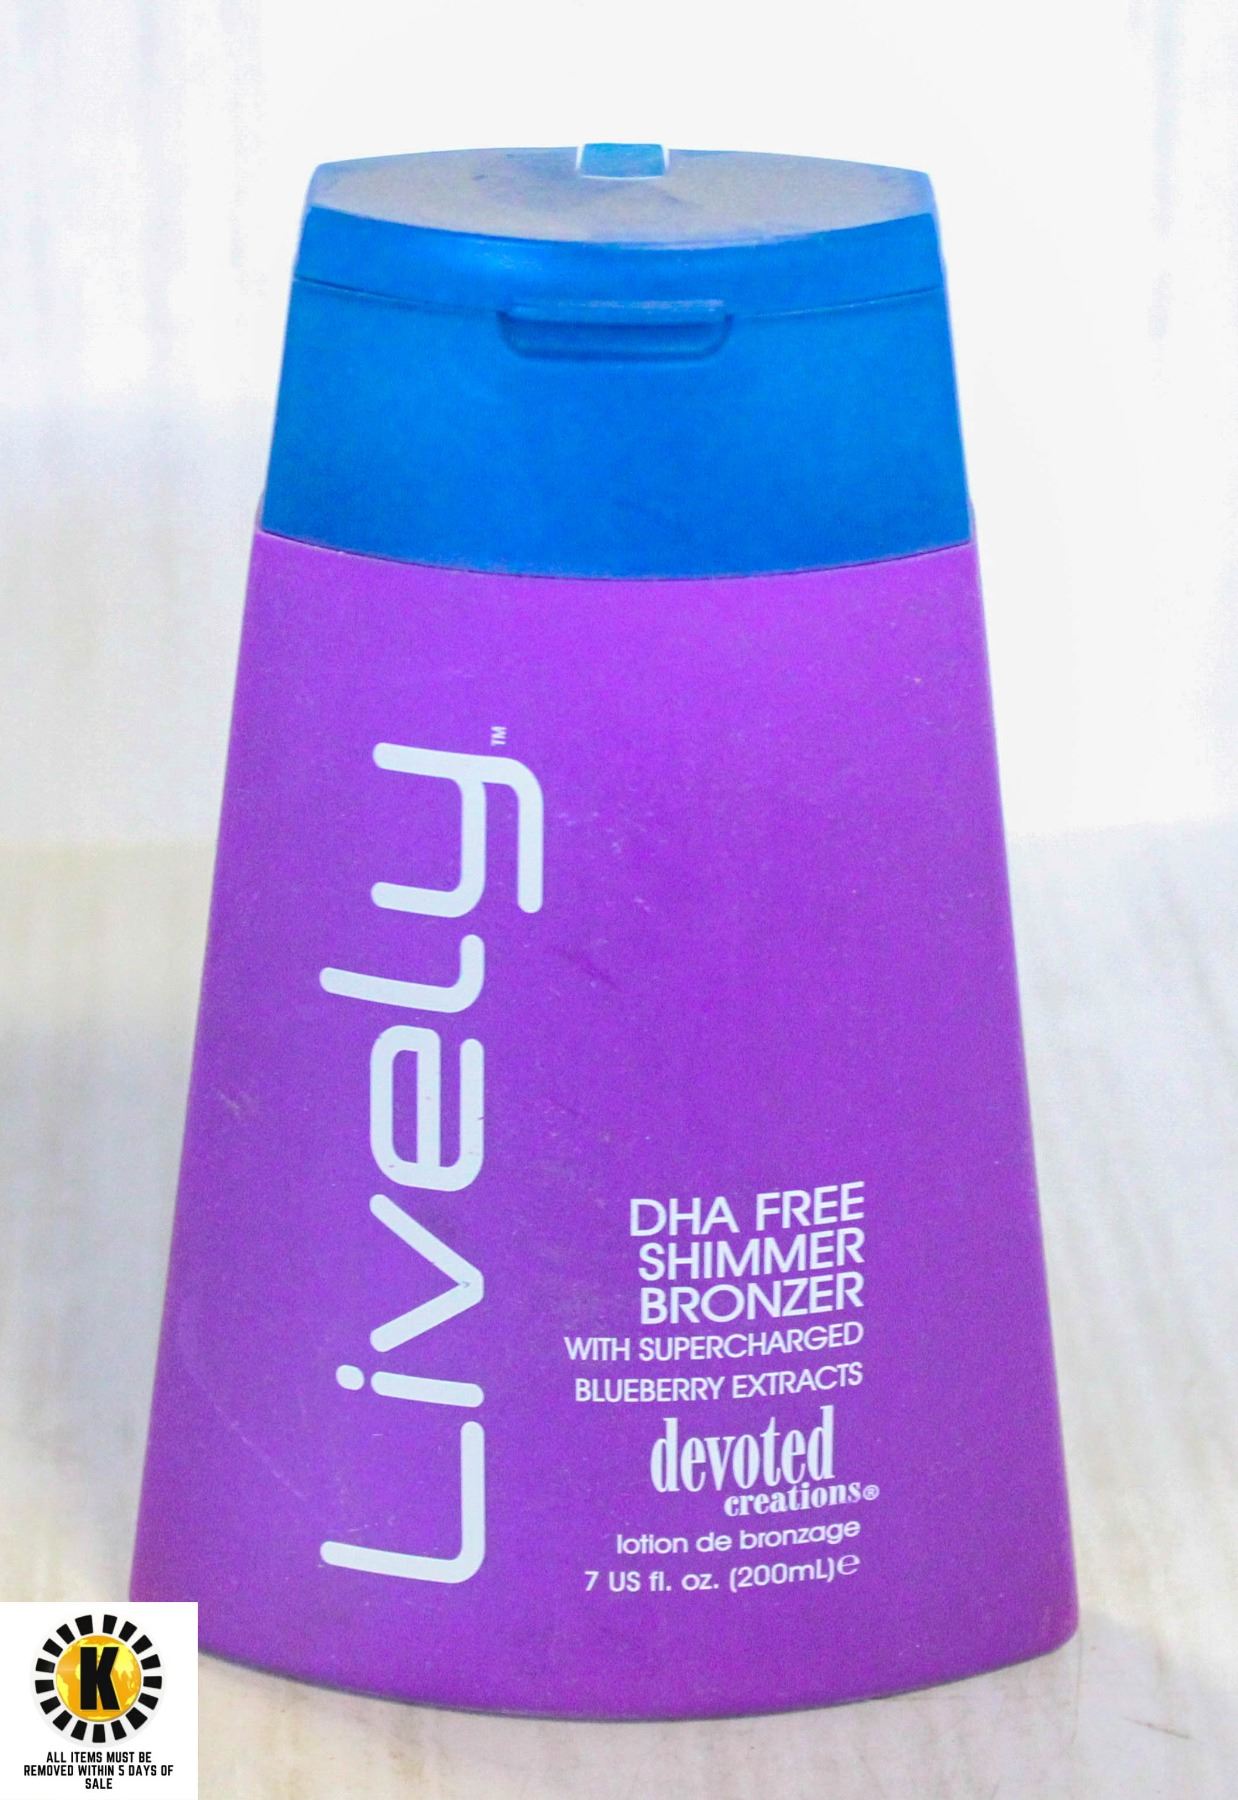 Lively™
DHA FREE
SHIMMER
BRONZER
WITH SUPERCHARGED
BLUEBERRY EXTRACTS
devoted
creations®
lotion de bronzage
7 US fl. oz. (200mL)℮
K
ALL ITEMS MUST BE
REMOVED WITHIN 5 DAYS OF
SALE